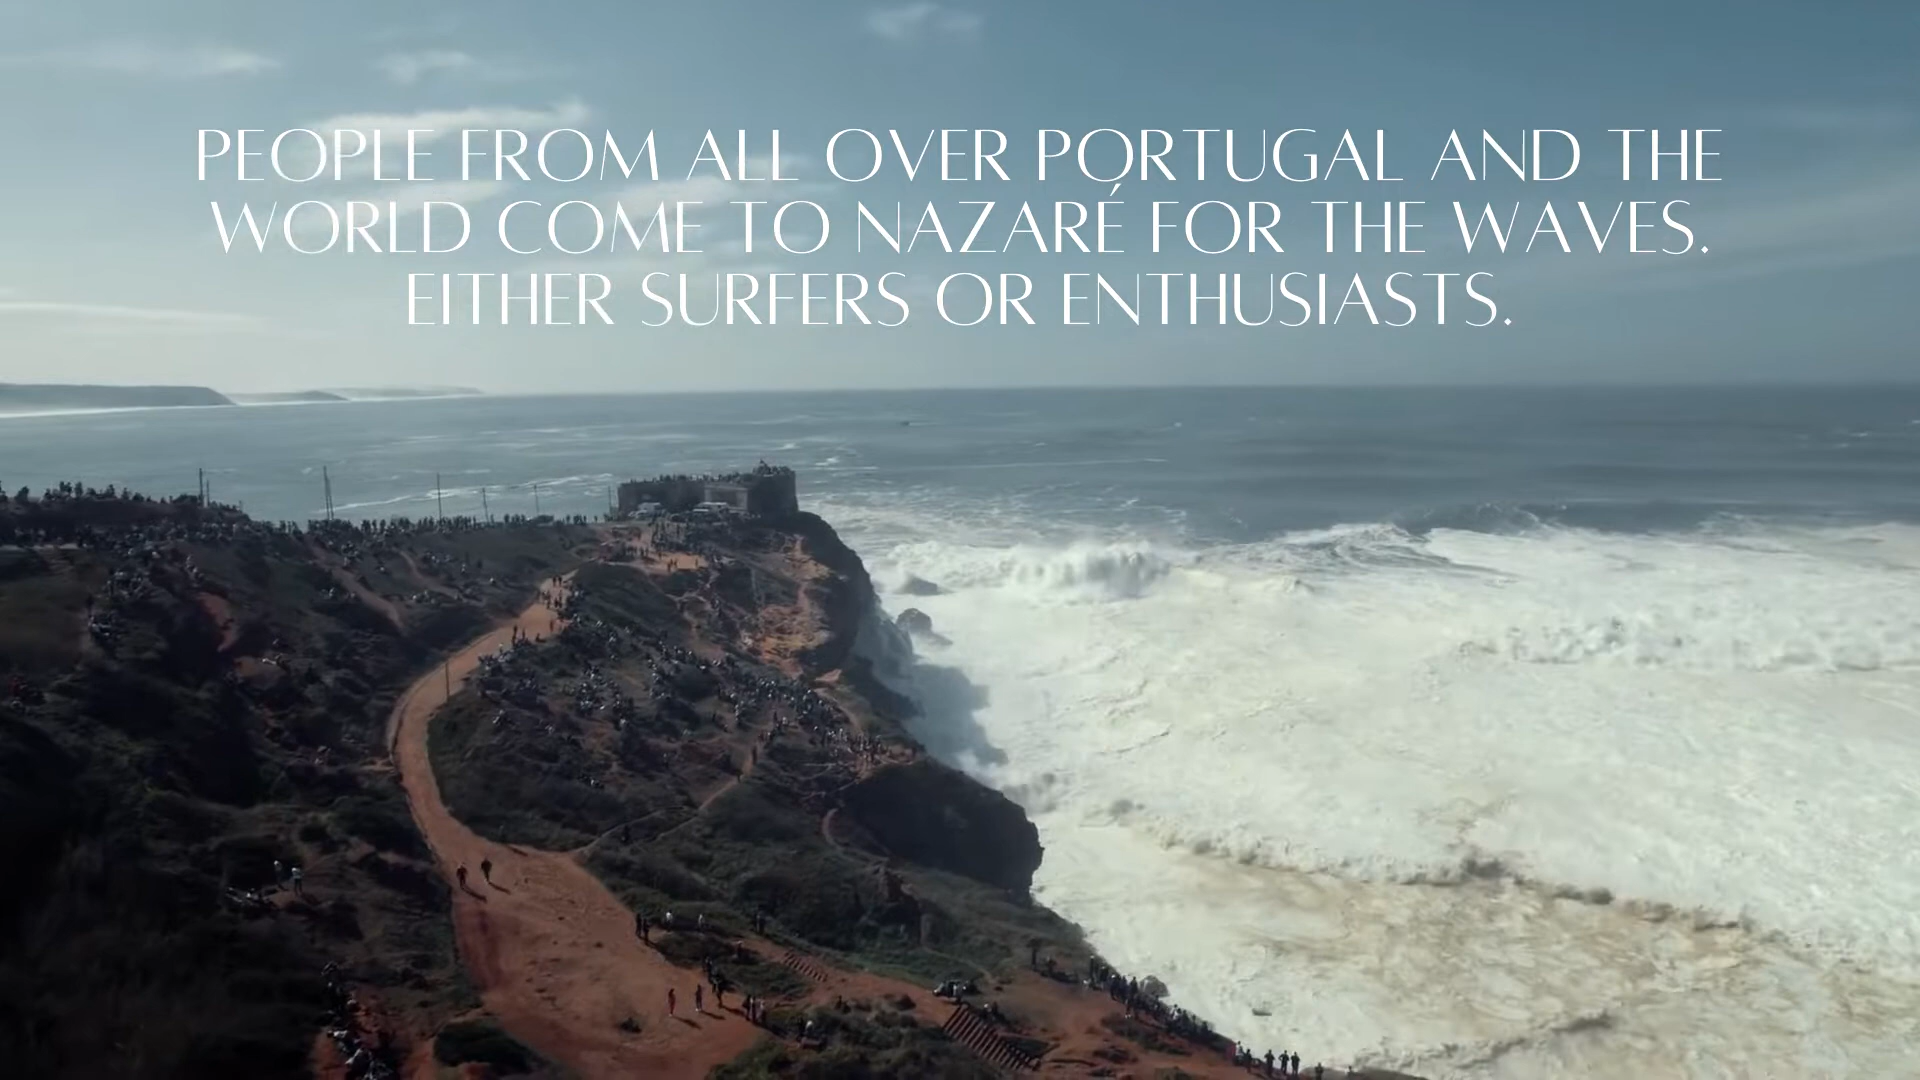 PEOPLE FROM ALL OVER PORTUGAL AND THE
WORLD COME TO NAZARÉ FOR THE WAVES.
EITHER SURFERS OR ENTHUSIASTS.